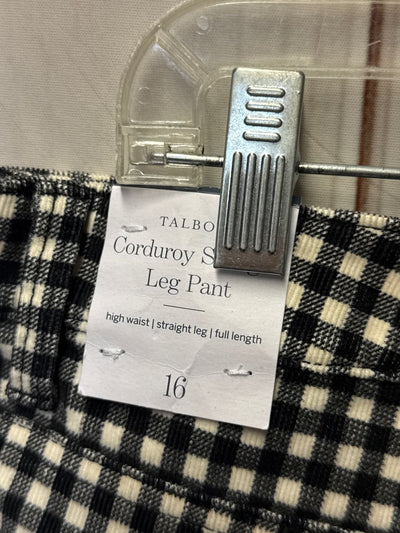 TALBO
Corduroy S
Leg Pant
high waist | straight leg | full length
16